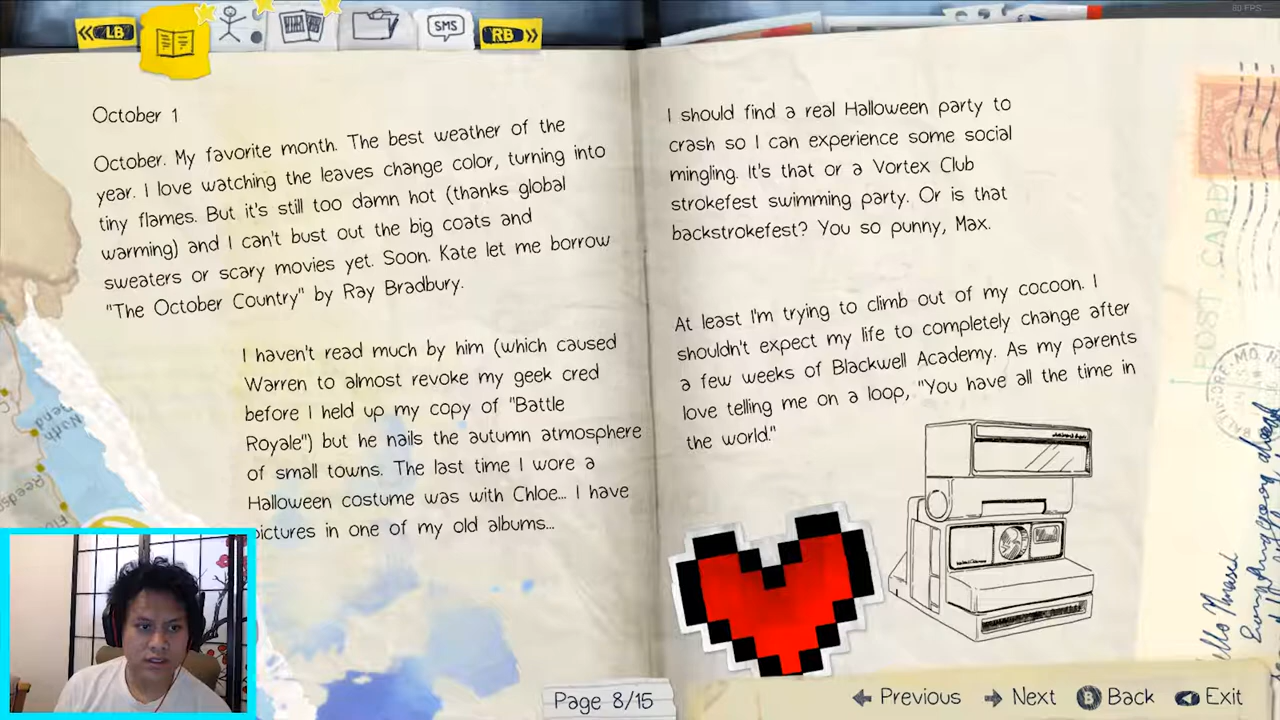 80 FPS
LB
SMS
RB
October 1
October. My favorite month. The best weather of the
year. I love watching the leaves change color, turning into
tiny flames. But it's still too damn hot (thanks global
warming) and I can't bust out the big coats and
sweaters or scary movies yet. Soon. Kate let me borrow
"The October Country" by Ray Bradbury.
I haven't read much by him (which caused
Warren to almost revoke my geek cred
before I held up my copy of "Battle
Royale") but he nails the autumn atmosphere
of small towns. The last time I wore a
Halloween costume was with Chloe... I have
pictures in one of my old albums...
I should find a real Halloween party to
crash so I can experience some social
mingling. It's that or a Vortex Club
strokefest swimming party. Or is that
backstrokefest? You so punny, Max.
At least I'm trying to climb out of my cocoon. I
shouldn't expect my life to completely change after
a few weeks of Blackwell Academy. As my parents
love telling me on a loop, "You have all the time in
the world."
POST CARD
North
Bend
Page 8/15
Previous
Next
B Back
Exit